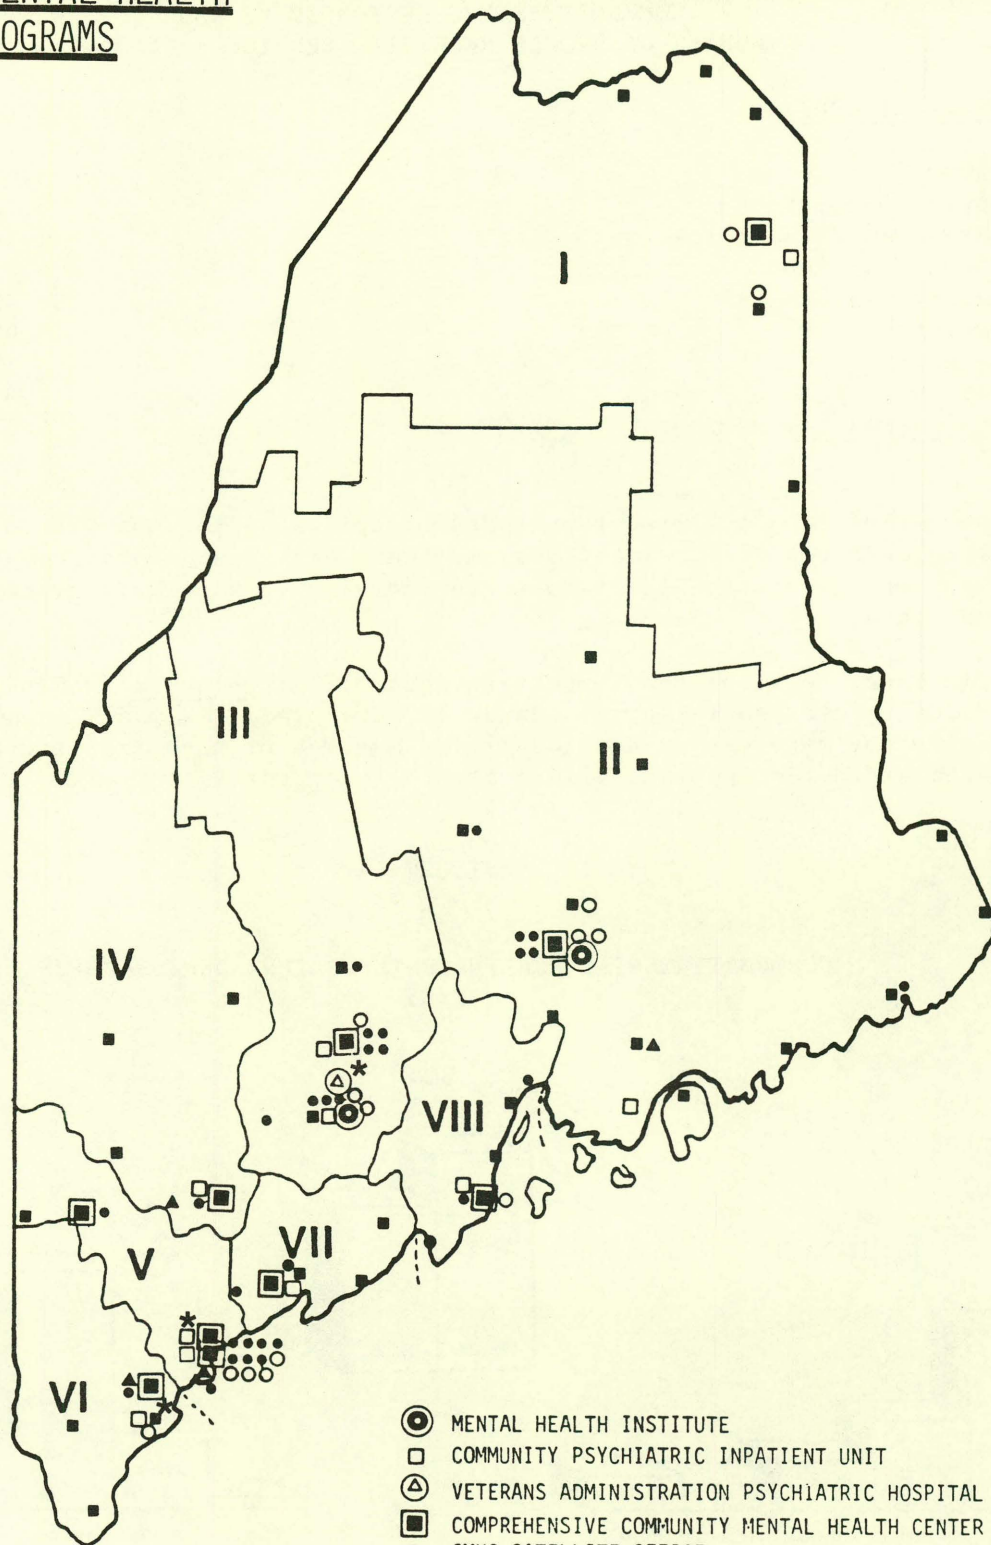 OGRAMS
I
III
II
IV
VIII
VII
V
VI
MENTAL HEALTH INSTITUTE
COMMUNITY PSYCHIATRIC INPATIENT UNIT
VETERANS ADMINISTRATION PSYCHIATRIC HOSPITAL
COMPREHENSIVE COMMUNITY MENTAL HEALTH CENTER